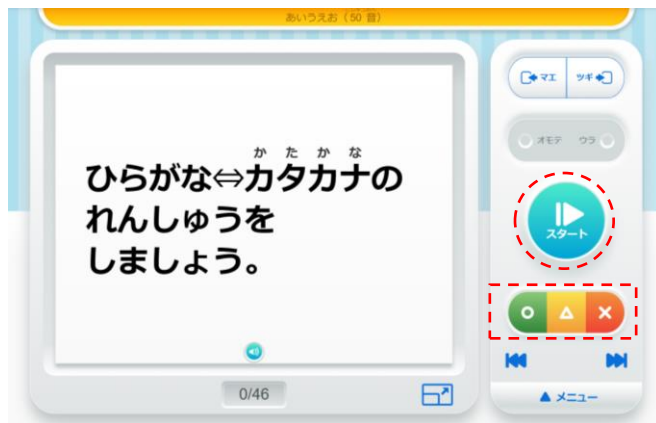 あいうえお（50 音）
か た か な
ひらがな⇔カタカナの
れんしゅうを
しましょう。
0/46
マエ ツギ
オモテ ウラ
スタート
メニュー